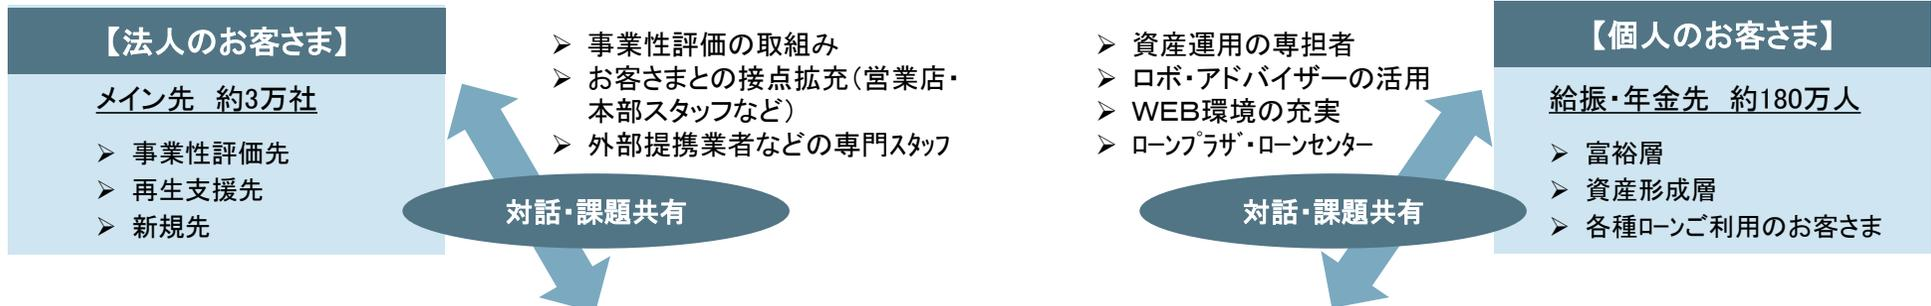 【法人のお客さま】
メイン先　約3万社
➢ 事業性評価先
➢ 再生支援先
➢ 新規先
➢ 事業性評価の取組み
➢ お客さまとの接点拡充（営業店・
本部スタッフなど）
➢ 外部提携業者などの専門ｽﾀｯﾌ
対話・課題共有
➢ 資産運用の専担者
➢ ロボ・アドバイザーの活用
➢ ＷＥＢ環境の充実
➢ ﾛｰﾝﾌﾟﾗｻﾞ・ﾛｰﾝｾﾝﾀｰ
対話・課題共有
【個人のお客さま】
給振・年金先　約180万人
➢ 富裕層
➢ 資産形成層
➢ 各種ﾛｰﾝご利用のお客さま